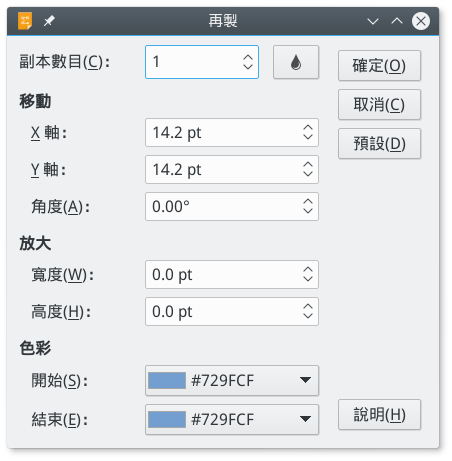 再製
副本數目(C)： 1
確定(O)
移動
取消(C)
X 軸： 14.2 pt
預設(D)
Y 軸： 14.2 pt
角度(A)： 0.00°
放大
寬度(W)： 0.0 pt
高度(H)： 0.0 pt
色彩
開始(S)： #729FCF
結束(E)： #729FCF
說明(H)